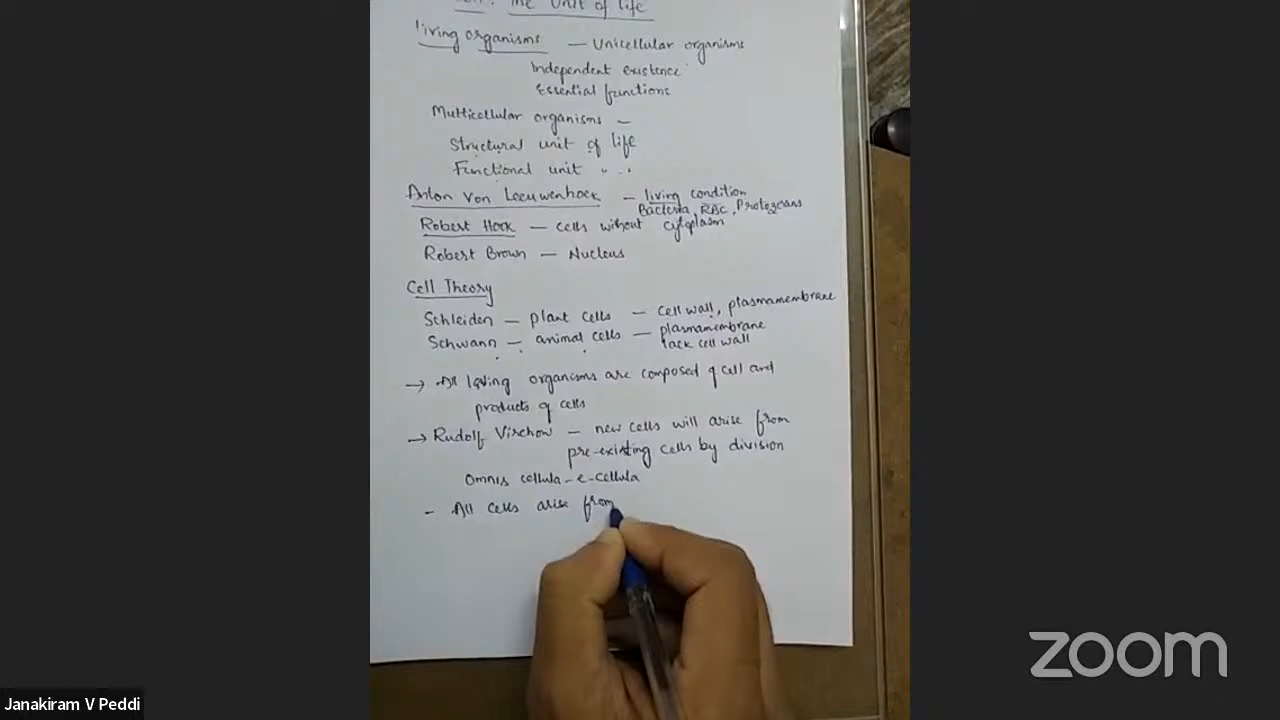 The Unit of life
living organisms — Unicellular organisms
Independent existence
Essential functions
Multicellular organisms —
Structural unit of life
Functional unit " . .
Anton Von Leeuwenhoek — living condition
Bacteria, RBC, Protozoans
Robert Hook — cells without cytoplasm
Robert Brown — Nucleus
Cell Theory
Schleiden — plant cells — cell wall, plasmamembrane
Schwann — animal cells — plasmamembrane
lack cell wall
→ All living organisms are composed of cell and
products of cells
→ Rudolf Virchow — new cells will arise from
pre-existing cells by division
Omnis cellula-e-cellula
- All cells arise from
zoom
Janakiram V Peddi